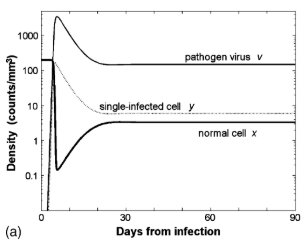 1000
100
10
1
0.1
Density (counts/mm³)
pathogen virus v
single-infected cell y
normal cell x
0 30 60 90
(a) Days from infection